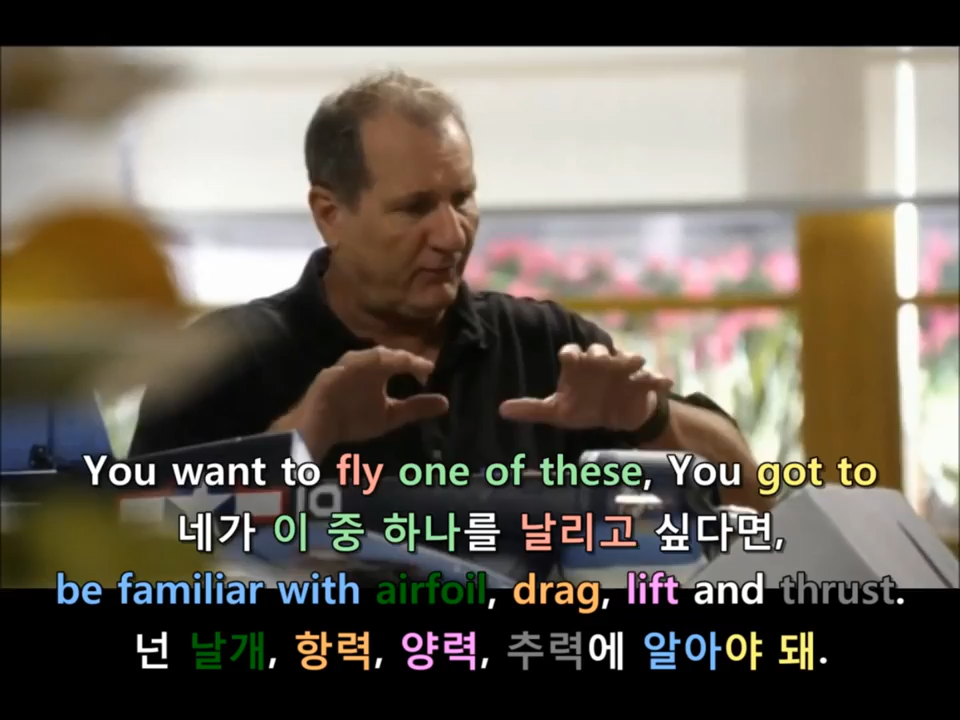 10
You want to fly one of these, You got to
네가 이 중 하나를 날리고 싶다면,
be familiar with airfoil, drag, lift and thrust.
넌 날개, 항력, 양력, 추력에 알아야 돼.